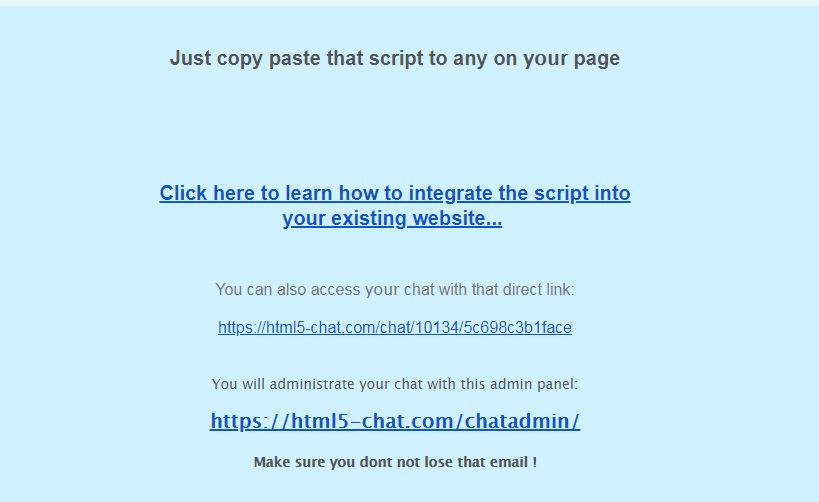 Just copy paste that script to any on your page
Click here to learn how to integrate the script into
your existing website...
You can also access your chat with that direct link:
https://html5-chat.com/chat/10134/5c698c3b1face
You will administrate your chat with this admin panel:
https://html5-chat.com/chatadmin/
Make sure you dont not lose that email !